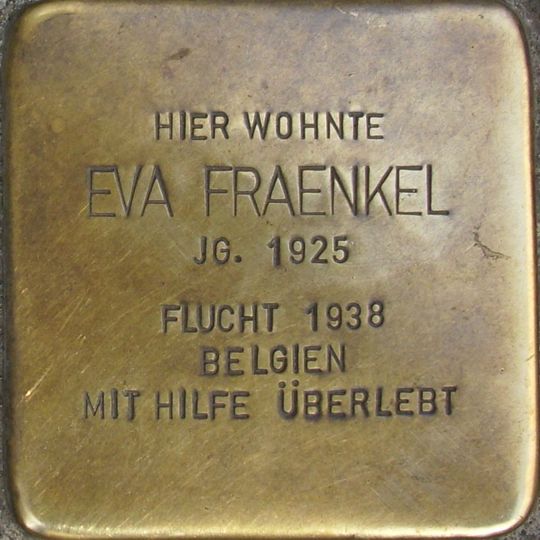 HIER WOHNTE
EVA FRAENKEL
JG. 1925
FLUCHT 1938
BELGIEN
MIT HILFE ÜBERLEBT